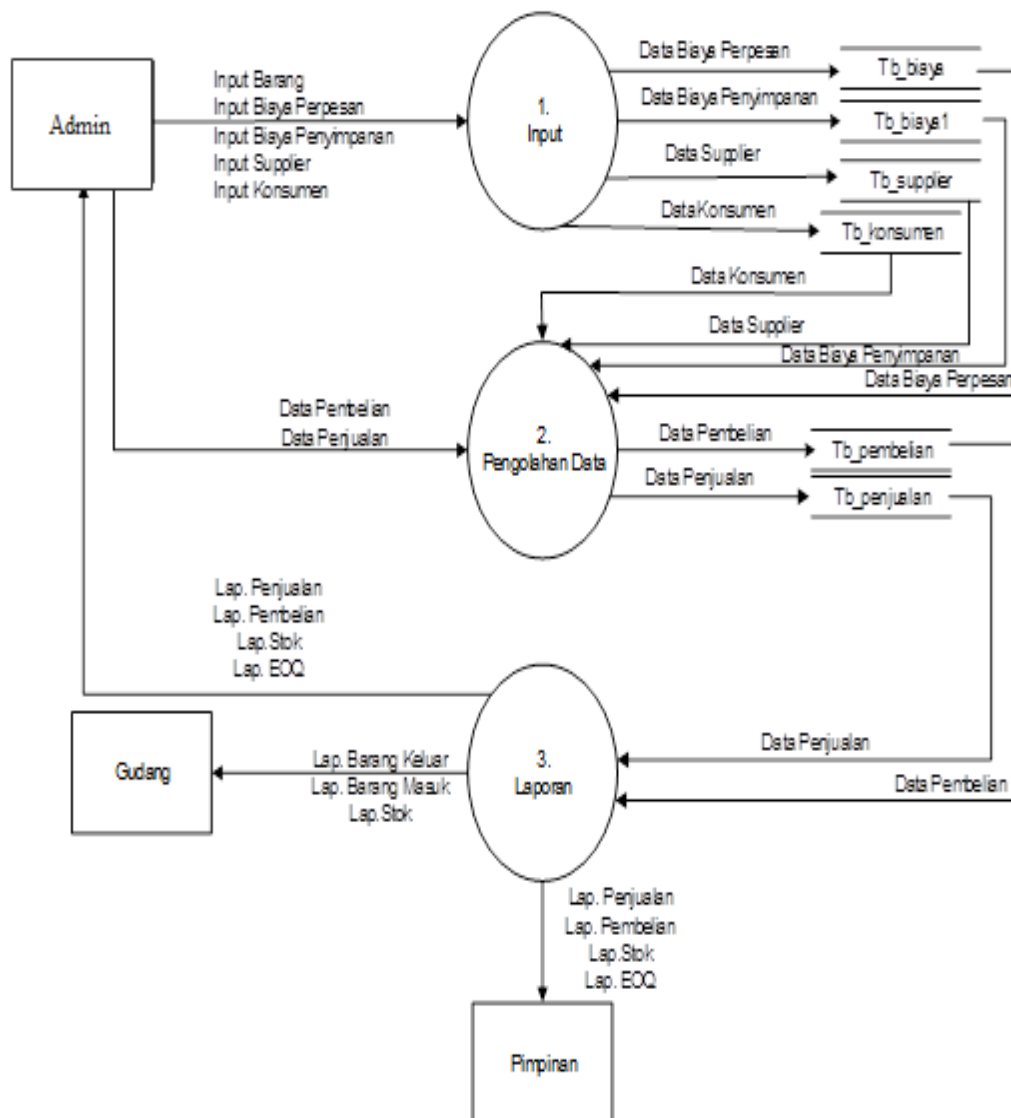 Admin
Input Barang
Input Biaya Perpesan
Input Biaya Penyimpanan
Input Supplier
Input Konsumen
1.
Input
Data Biaya Perpesan
Tb_biaya
Data Biaya Penyimpanan
Tb_biaya1
Data Supplier
Tb_supplier
Data Konsumen
Tb_konsumen
Data Konsumen
Data Supplier
Data Biaya Penyimpanan
Data Biaya Perpesan
Data Pembelian
Data Penjualan
2.
Pengolahan Data
Data Pembelian
Tb_pembelian
Data Penjualan
Tb_penjualan
Lap. Penjualan
Lap. Pembelian
Lap.Stok
Lap. EOQ
Gudang
Lap. Barang Keluar
Lap. Barang Masuk
Lap.Stok
3.
Laporan
Data Penjualan
Data Pembelian
Lap. Penjualan
Lap. Pembelian
Lap.Stok
Lap. EOQ
Pimpinan